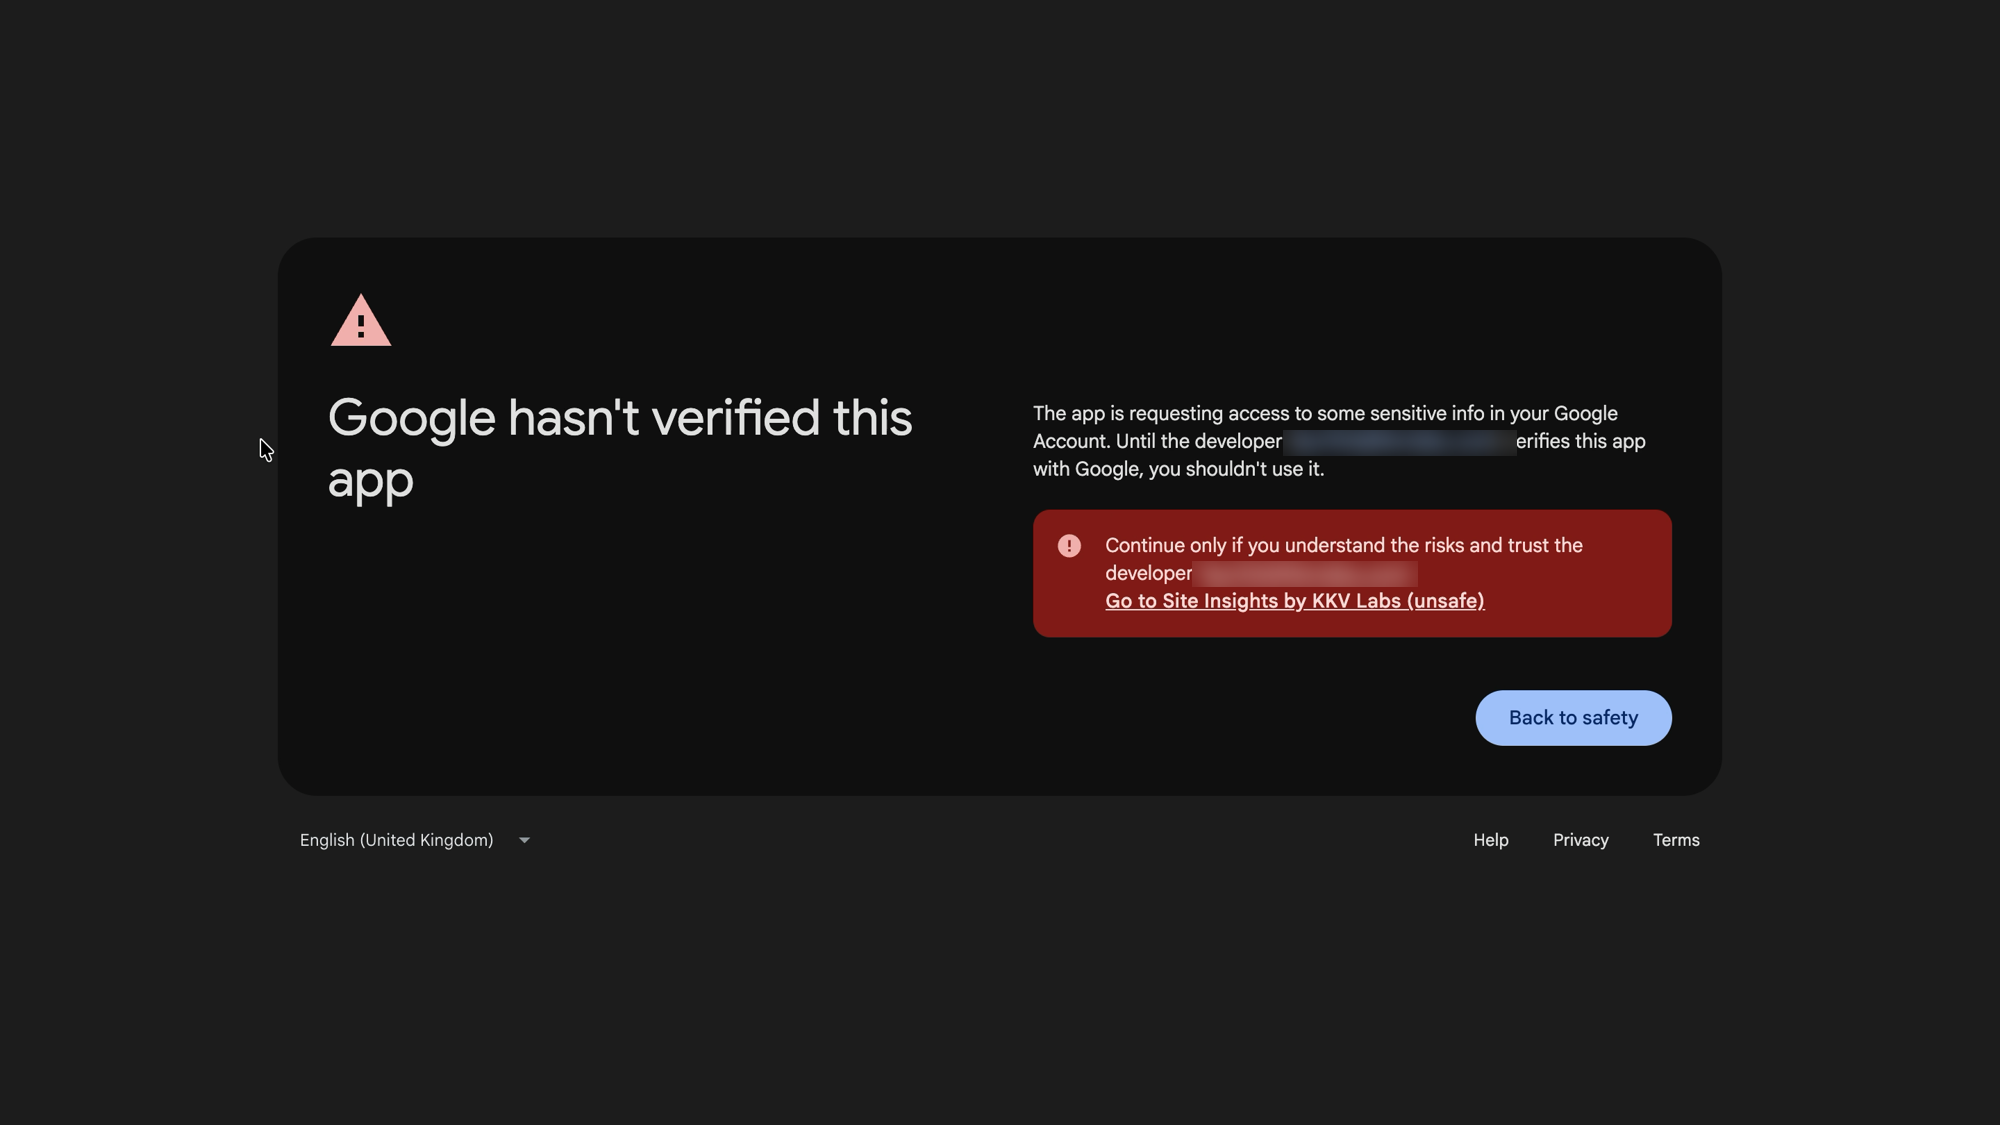 Google hasn't verified this
app
The app is requesting access to some sensitive info in your Google
Account. Until the developer erifies this app
with Google, you shouldn't use it.
Continue only if you understand the risks and trust the
developer
Go to Site Insights by KKV Labs (unsafe)
Back to safety
English (United Kingdom)
Help Privacy Terms